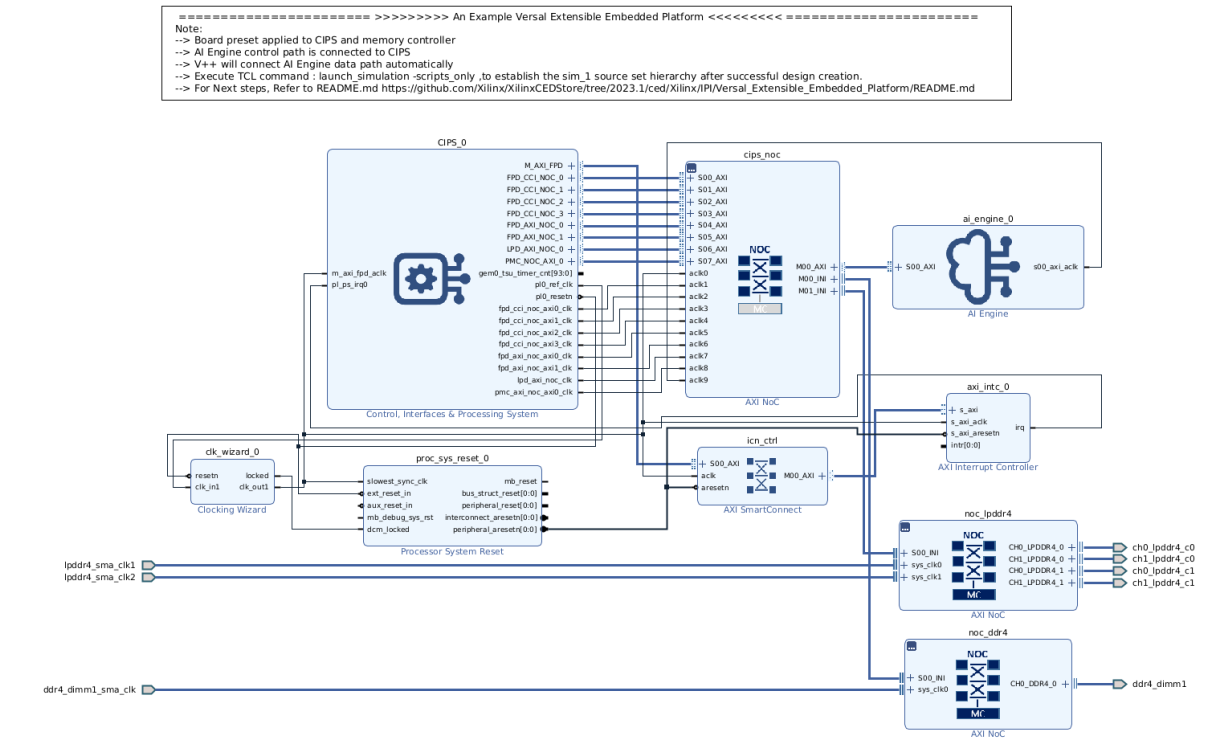 ====================== >>>>>>>>> An Example Versal Extensible Embedded Platform <<<<<<<<< ======================
Note:
--> Board preset applied to CIPS and memory controller
--> AI Engine control path is connected to CIPS
--> V++ will connect AI Engine data path automatically
--> Execute TCL command : launch_simulation -scripts_only ,to establish the sim_1 source set hierarchy after successful design creation.
--> For Next steps, Refer to README.md https://github.com/Xilinx/XilinxCEDStore/tree/2023.1/ced/Xilinx/IPI/Versal_Extensible_Embedded_Platform/README.md
CIPS_0
m_axi_fpd_aclk
pl_ps_irq0
M_AXI_FPD
FPD_CCI_NOC_0
FPD_CCI_NOC_1
FPD_CCI_NOC_2
FPD_CCI_NOC_3
FPD_AXI_NOC_0
FPD_AXI_NOC_1
LPD_AXI_NOC_0
PMC_NOC_AXI_0
gem0_tsu_timer_cnt[93:0]
pl0_ref_clk
pl0_resetn
fpd_cci_noc_axi0_clk
fpd_cci_noc_axi1_clk
fpd_cci_noc_axi2_clk
fpd_cci_noc_axi3_clk
fpd_axi_noc_axi0_clk
fpd_axi_noc_axi1_clk
lpd_axi_noc_clk
pmc_axi_noc_axi0_clk
Control, Interfaces & Processing System
cips_noc
S00_AXI
S01_AXI
S02_AXI
S03_AXI
S04_AXI
S05_AXI
S06_AXI
S07_AXI
aclk0
aclk1
aclk2
aclk3
aclk4
aclk5
aclk6
aclk7
aclk8
aclk9
NOC
MC
M00_AXI
M00_INI
M01_INI
AXI NoC
ai_engine_0
S00_AXI
s00_axi_aclk
AI Engine
axi_intc_0
s_axi
s_axi_aclk
s_axi_aresetn
intr[0:0]
irq
AXI Interrupt Controller
icn_ctrl
S00_AXI
aclk
aresetn
M00_AXI
AXI SmartConnect
clk_wizard_0
resetn
clk_in1
locked
clk_out1
Clocking Wizard
proc_sys_reset_0
slowest_sync_clk
ext_reset_in
aux_reset_in
mb_debug_sys_rst
dcm_locked
mb_reset
bus_struct_reset[0:0]
peripheral_reset[0:0]
interconnect_aresetn[0:0]
peripheral_aresetn[0:0]
Processor System Reset
lpddr4_sma_clk1
lpddr4_sma_clk2
noc_lpddr4
S00_INI
sys_clk0
sys_clk1
NOC
MC
CH0_LPDDR4_0
CH1_LPDDR4_0
CH0_LPDDR4_1
CH1_LPDDR4_1
AXI NoC
ch0_lpddr4_c0
ch1_lpddr4_c0
ch0_lpddr4_c1
ch1_lpddr4_c1
ddr4_dimm1_sma_clk
noc_ddr4
S00_INI
sys_clk0
NOC
MC
CH0_DDR4_0
AXI NoC
ddr4_dimm1